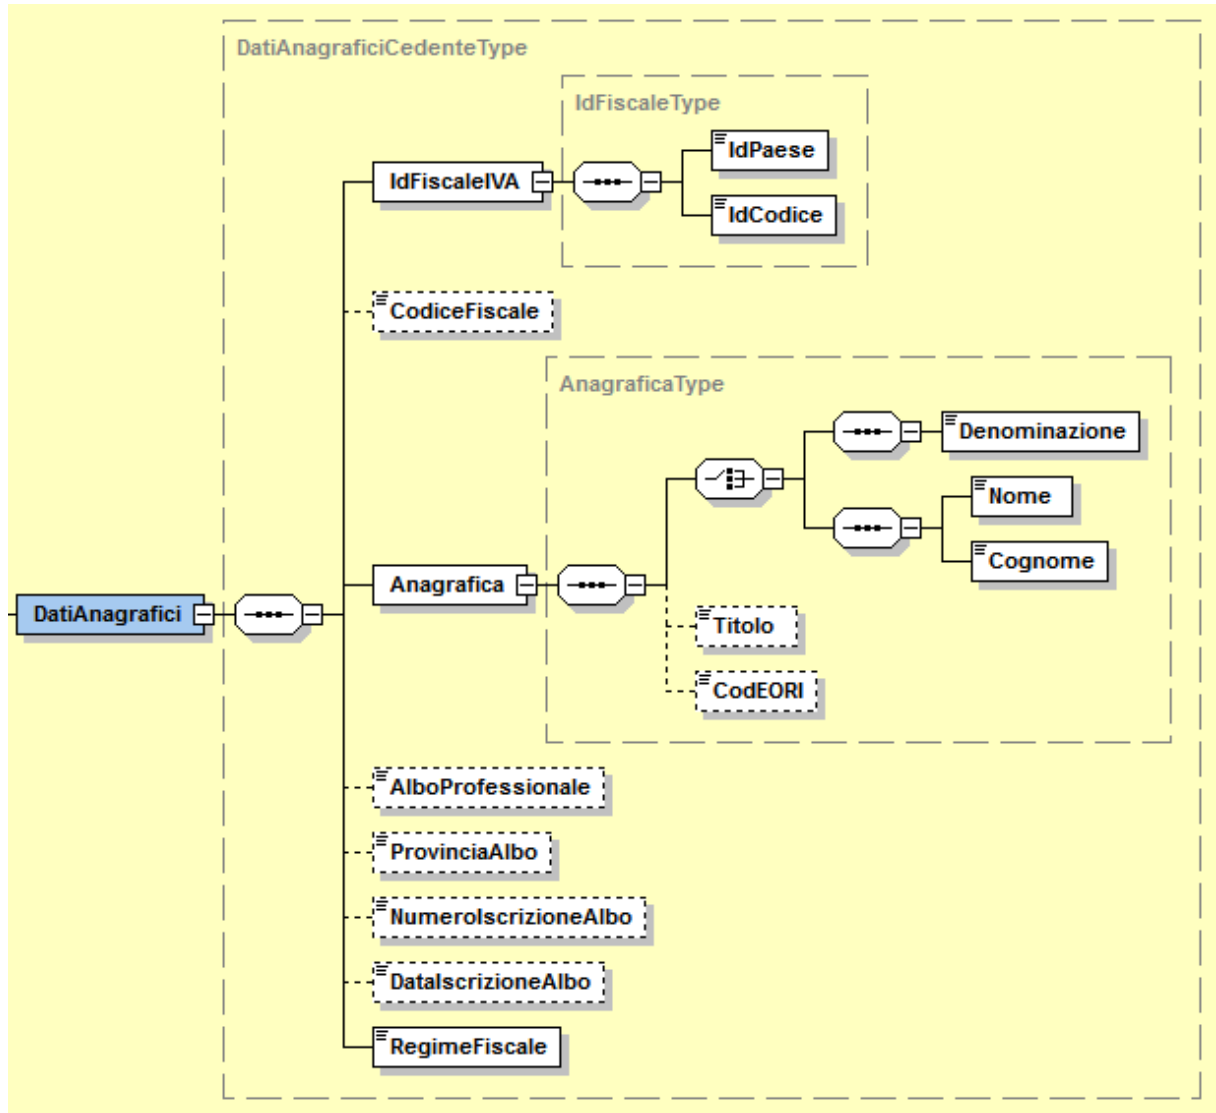 DatiAnagraficiCedenteType
IdFiscaleType
IdPaese
IdFiscaleIVA
IdCodice
CodiceFiscale
AnagraficaType
Denominazione
Nome
Cognome
Anagrafica
DatiAnagrafici
Titolo
CodEORI
AlboProfessionale
ProvinciaAlbo
NumeroIscrizioneAlbo
DataIscrizioneAlbo
RegimeFiscale